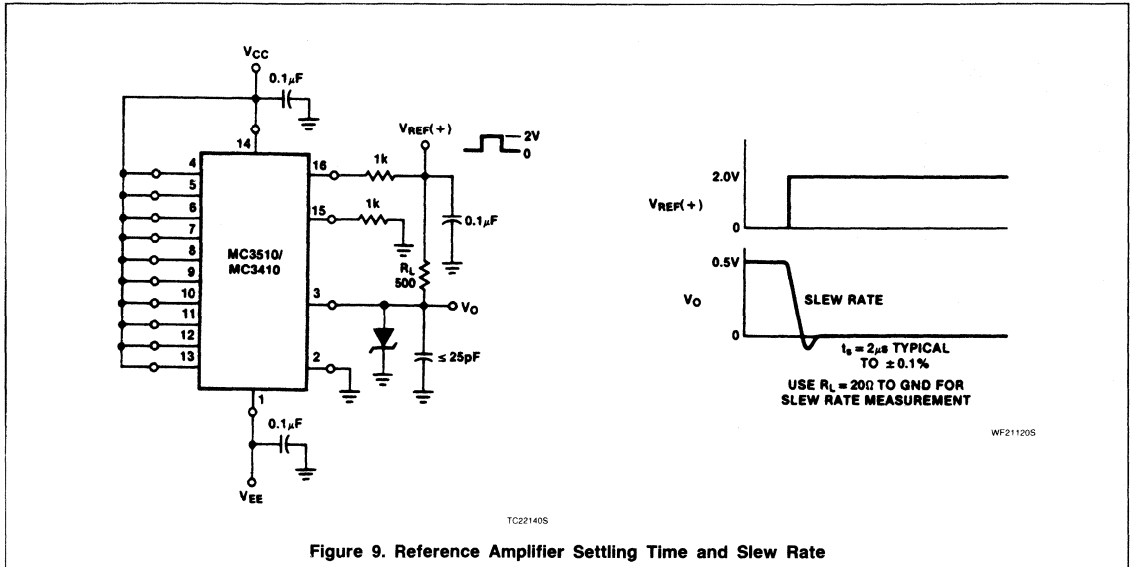 VCC
0.1µF
14
4
5
6
7
8
9
10
11
12
13
MC3510/
MC3410
16
1k
VREF(+)
2V
0
15
1k
0.1µF
RL
500
3
VO
≤ 25pF
2
1
0.1µF
VEE
TC22140S
2.0V
VREF(+)
0
0.5V
VO
SLEW RATE
0
ts = 2µs TYPICAL
TO ±0.1%
USE RL = 20Ω TO GND FOR
SLEW RATE MEASUREMENT
WF21120S
Figure 9. Reference Amplifier Settling Time and Slew Rate